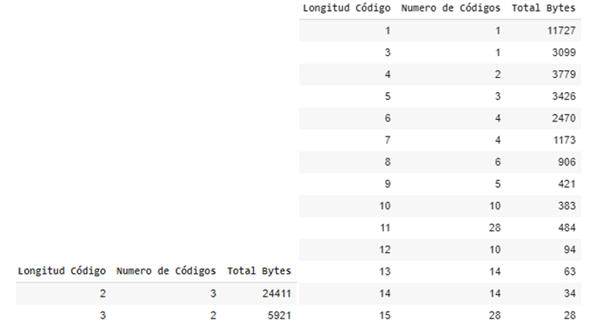 Longitud Código Numero de Códigos Total Bytes
2 3 24411
3 2 5921
Longitud Código Numero de Códigos Total Bytes
1 1 11727
3 1 3099
4 2 3779
5 3 3426
6 4 2470
7 4 1173
8 6 906
9 5 421
10 10 383
11 28 484
12 10 94
13 14 63
14 14 34
15 28 28